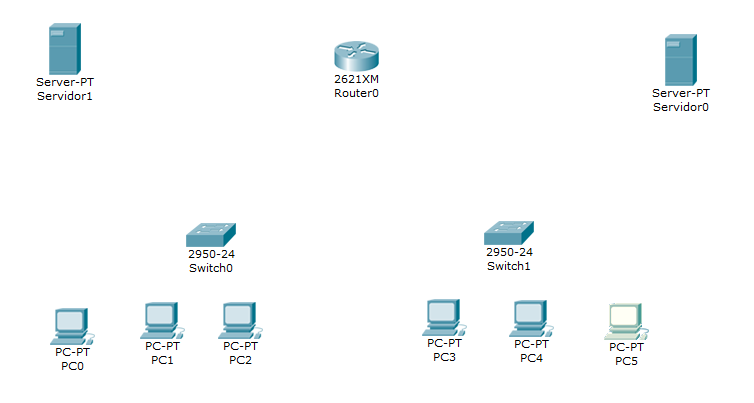 Server-PT
Servidor1
2621XM
Router0
Server-PT
Servidor0
2950-24
Switch0
2950-24
Switch1
PC-PT
PC0
PC-PT
PC1
PC-PT
PC2
PC-PT
PC3
PC-PT
PC4
PC-PT
PC5